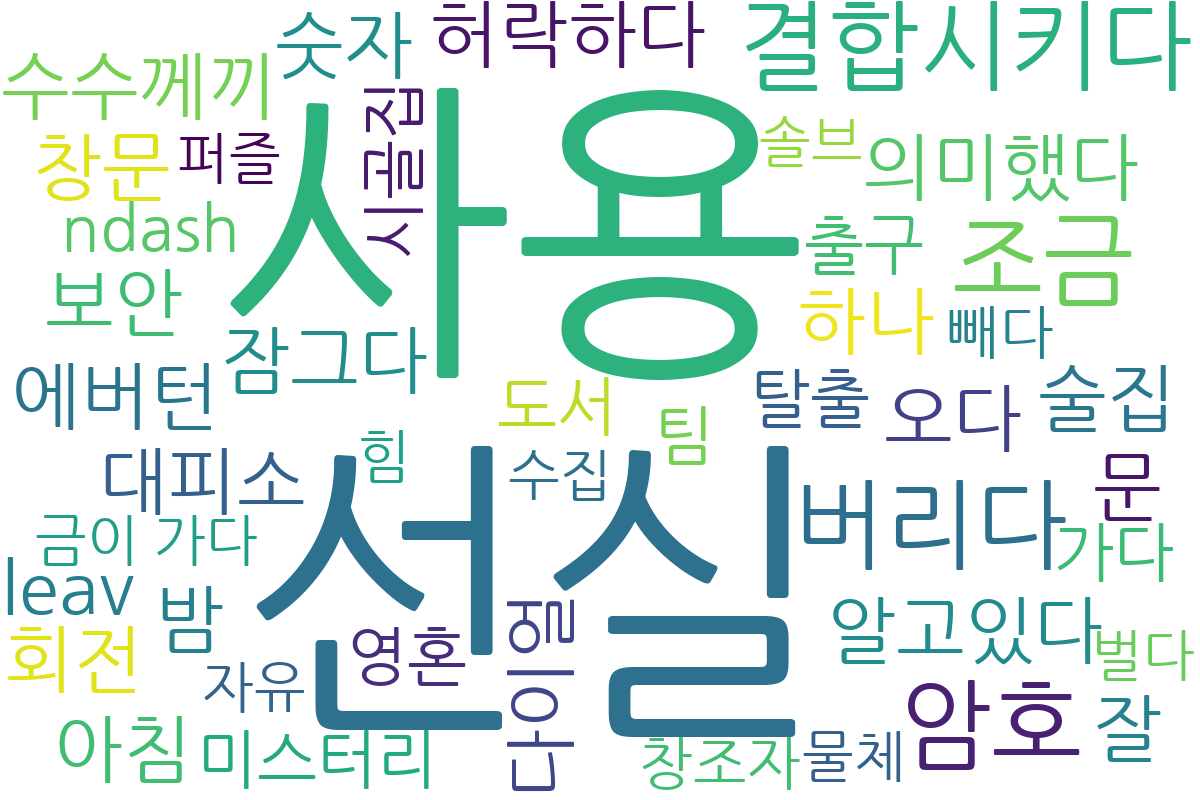 허락하다
결합시키다
숫자
수수께끼
시골집
사용
솔브
창문
퍼즐
의미했다
ndash
출구
조금
보안
하나
빼다
잠그다
에버턴
탈출
술집
도서
오다
팀
힘
선실
대피소
수집
문
버리다
금이 가다
가다
leav
밤
다이얼
알고있다
회전
영혼
벌다
자유
암호
잘
아침
미스터리
창조자
물체